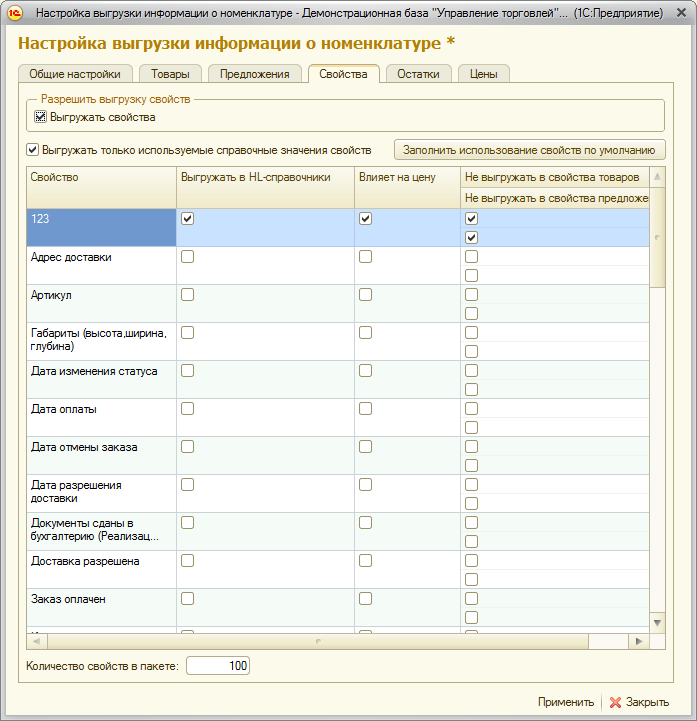 Настройка выгрузки информации о номенклатуре - Демонстрационная база "Управление торговлей"... (1С:Предприятие)
Настройка выгрузки информации о номенклатуре *
Общие настройки
Товары
Предложения
Свойства
Остатки
Цены
Разрешить выгрузку свойств
Выгружать свойства
Выгружать только используемые справочные значения свойств
Заполнить использование свойств по умолчанию
Свойство
Выгружать в HL-справочники
Влияет на цену
Не выгружать в свойства товаров
Не выгружать в свойства предложе
123
Адрес доставки
Артикул
Габариты (высота,ширина,
глубина)
Дата изменения статуса
Дата оплаты
Дата отмены заказа
Дата разрешения
доставки
Документы сданы в
бухгалтерию (Реализац...
Доставка разрешена
Заказ оплачен
Количество свойств в пакете:
100
Применить
Закрыть